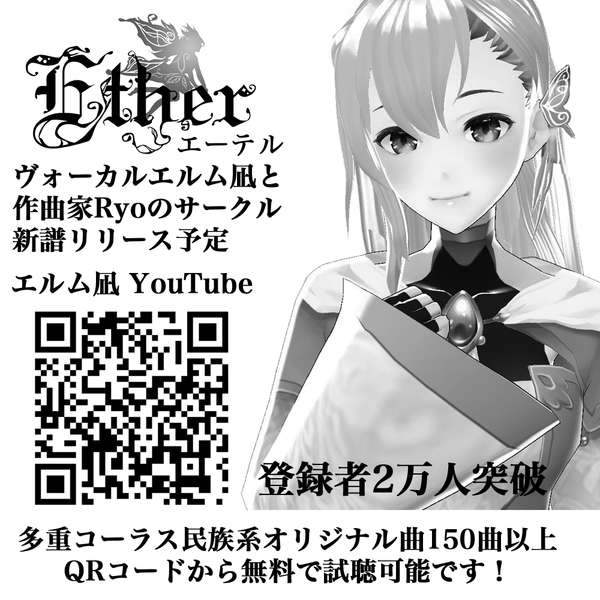 Ether
エーテル
ヴォーカルエルム凪と
作曲家Ryoのサークル
新譜リリース予定
エルム凪 YouTube
登録者2万人突破
多重コーラス民族系オリジナル曲150曲以上
QRコードから無料で試聴可能です！